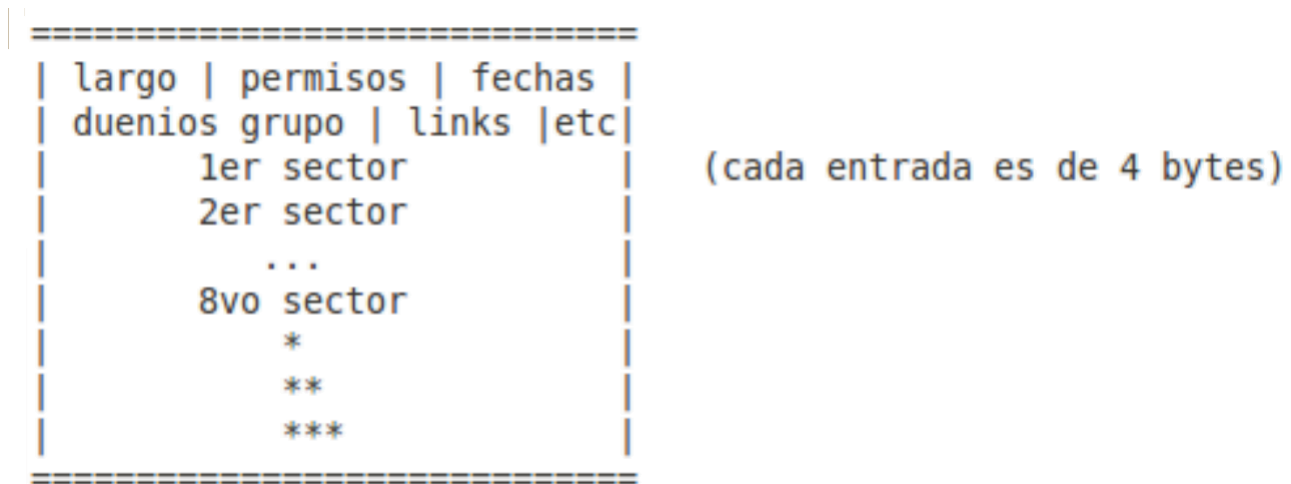 =============================
| largo | permisos | fechas |
| duenios grupo | links |etc|
|       1er sector          |   (cada entrada es de 4 bytes)
|       2er sector          |
|          ...              |
|       8vo sector          |
|           *               |
|           **              |
|           ***             |
=============================